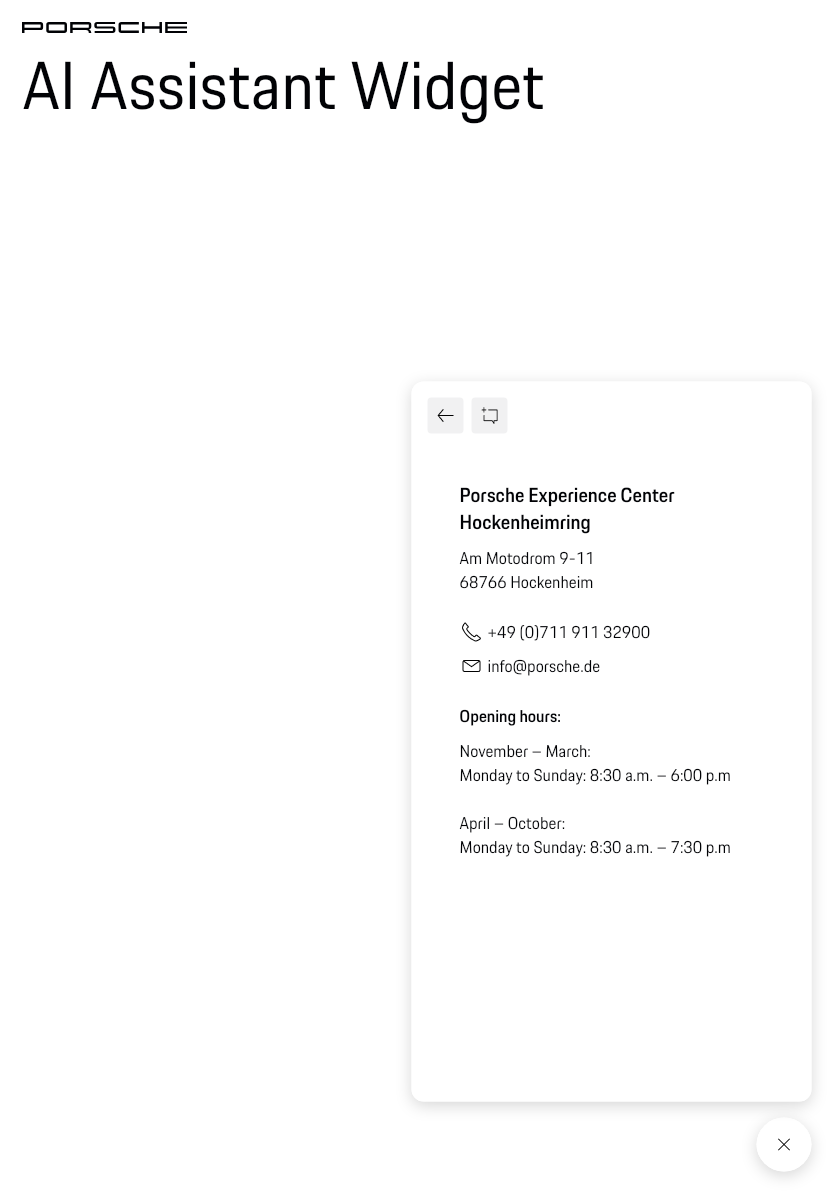 PORSCHE
AI Assistant Widget
Porsche Experience Center
Hockenheimring
Am Motodrom 9-11
68766 Hockenheim
+49 (0)711 911 32900
info@porsche.de
Opening hours:
November – March:
Monday to Sunday: 8:30 a.m. – 6:00 p.m
April – October:
Monday to Sunday: 8:30 a.m. – 7:30 p.m